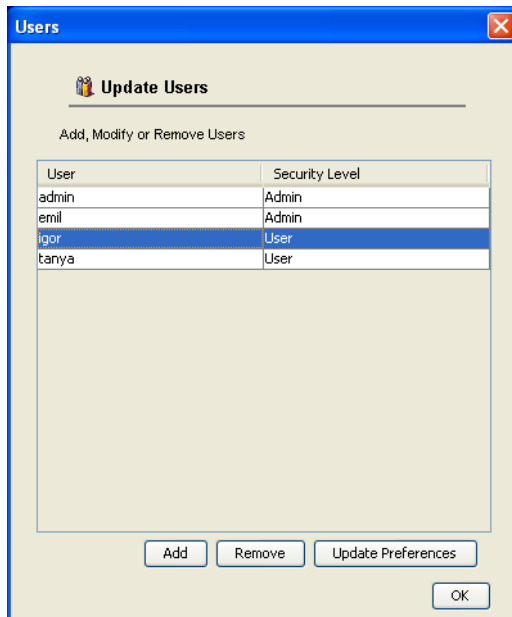 Users
Update Users
Add, Modify or Remove Users
User Security Level
admin Admin
emil Admin
igor User
tanya User
Add Remove Update Preferences
OK